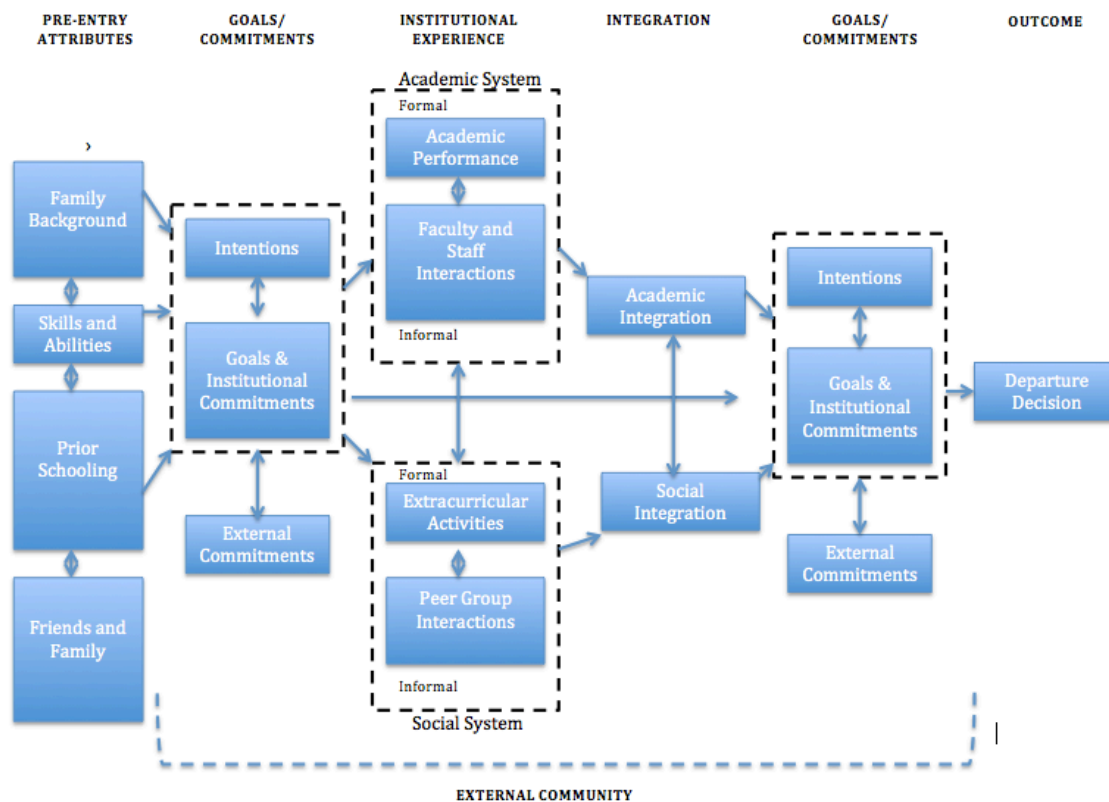 PRE-ENTRY
ATTRIBUTES
GOALS/
COMMITMENTS
INSTITUTIONAL
EXPERIENCE
INTEGRATION
GOALS/
COMMITMENTS
OUTCOME
›
Family
Background
Skills and
Abilities
Prior
Schooling
Friends and
Family
Intentions
Goals &
Institutional
Commitments
External
Commitments
Academic System
Formal
Academic
Performance
Faculty and
Staff
Interactions
Informal
Formal
Extracurricular
Activities
Peer Group
Interactions
Informal
Social System
Academic
Integration
Social
Integration
Intentions
Goals &
Institutional
Commitments
External
Commitments
Departure
Decision
EXTERNAL COMMUNITY